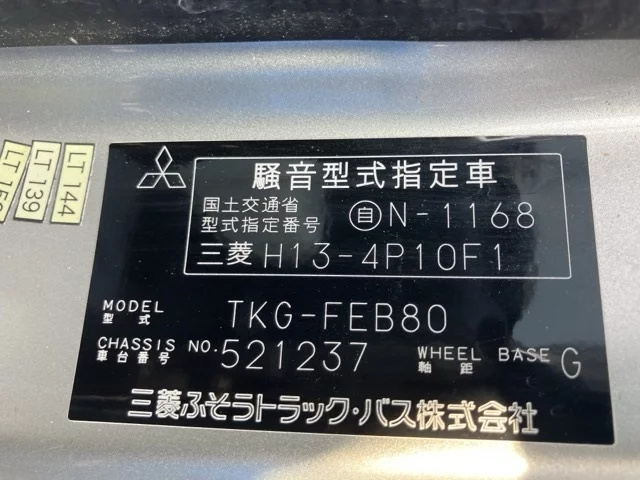 騒音型式指定車
国土交通省
型式指定番号 自 N-1168
三菱 H13-4P10F1
MODEL
型式 TKG-FEB80
CHASSIS NO.
車台番号 521237
WHEEL BASE
軸距 G
三菱ふそうトラック・バス株式会社
LT 144
LT 139